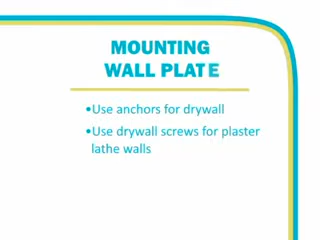 MOUNTING
WALL PLATE
•Use anchors for drywall
•Use drywall screws for plaster
lathe walls